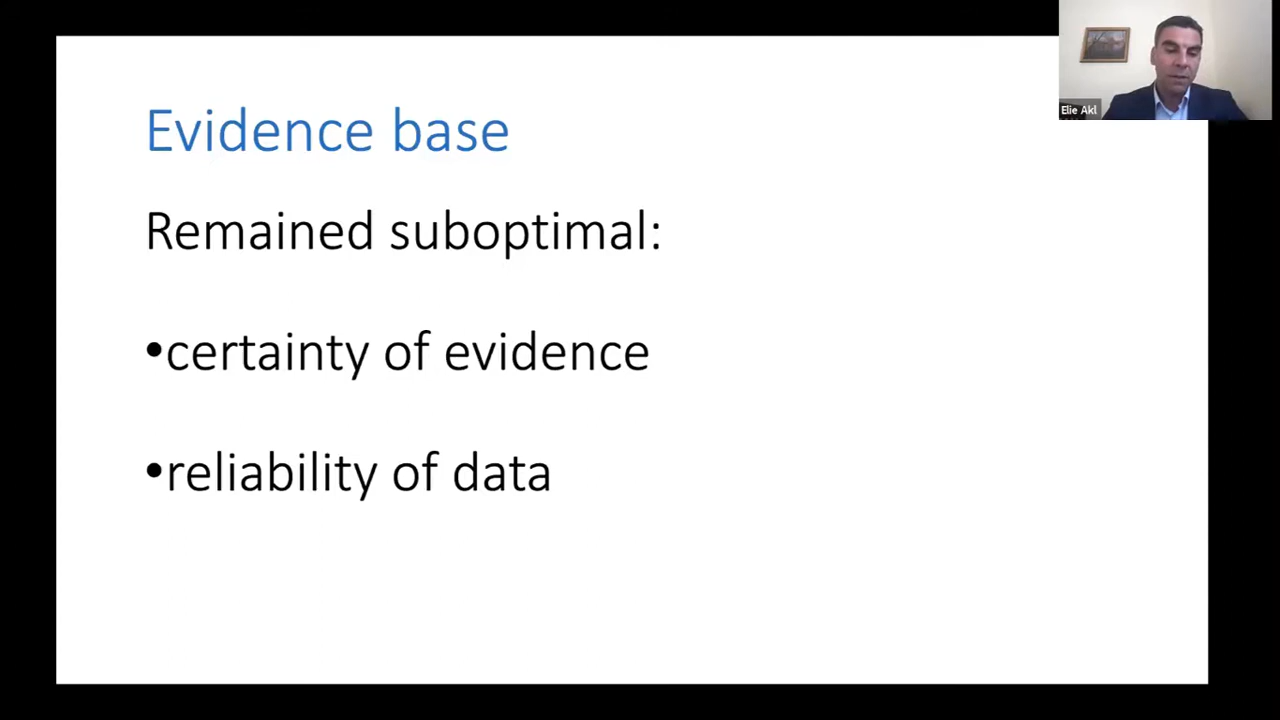 Evidence base
Remained suboptimal:
•certainty of evidence
•reliability of data
Elie Akl